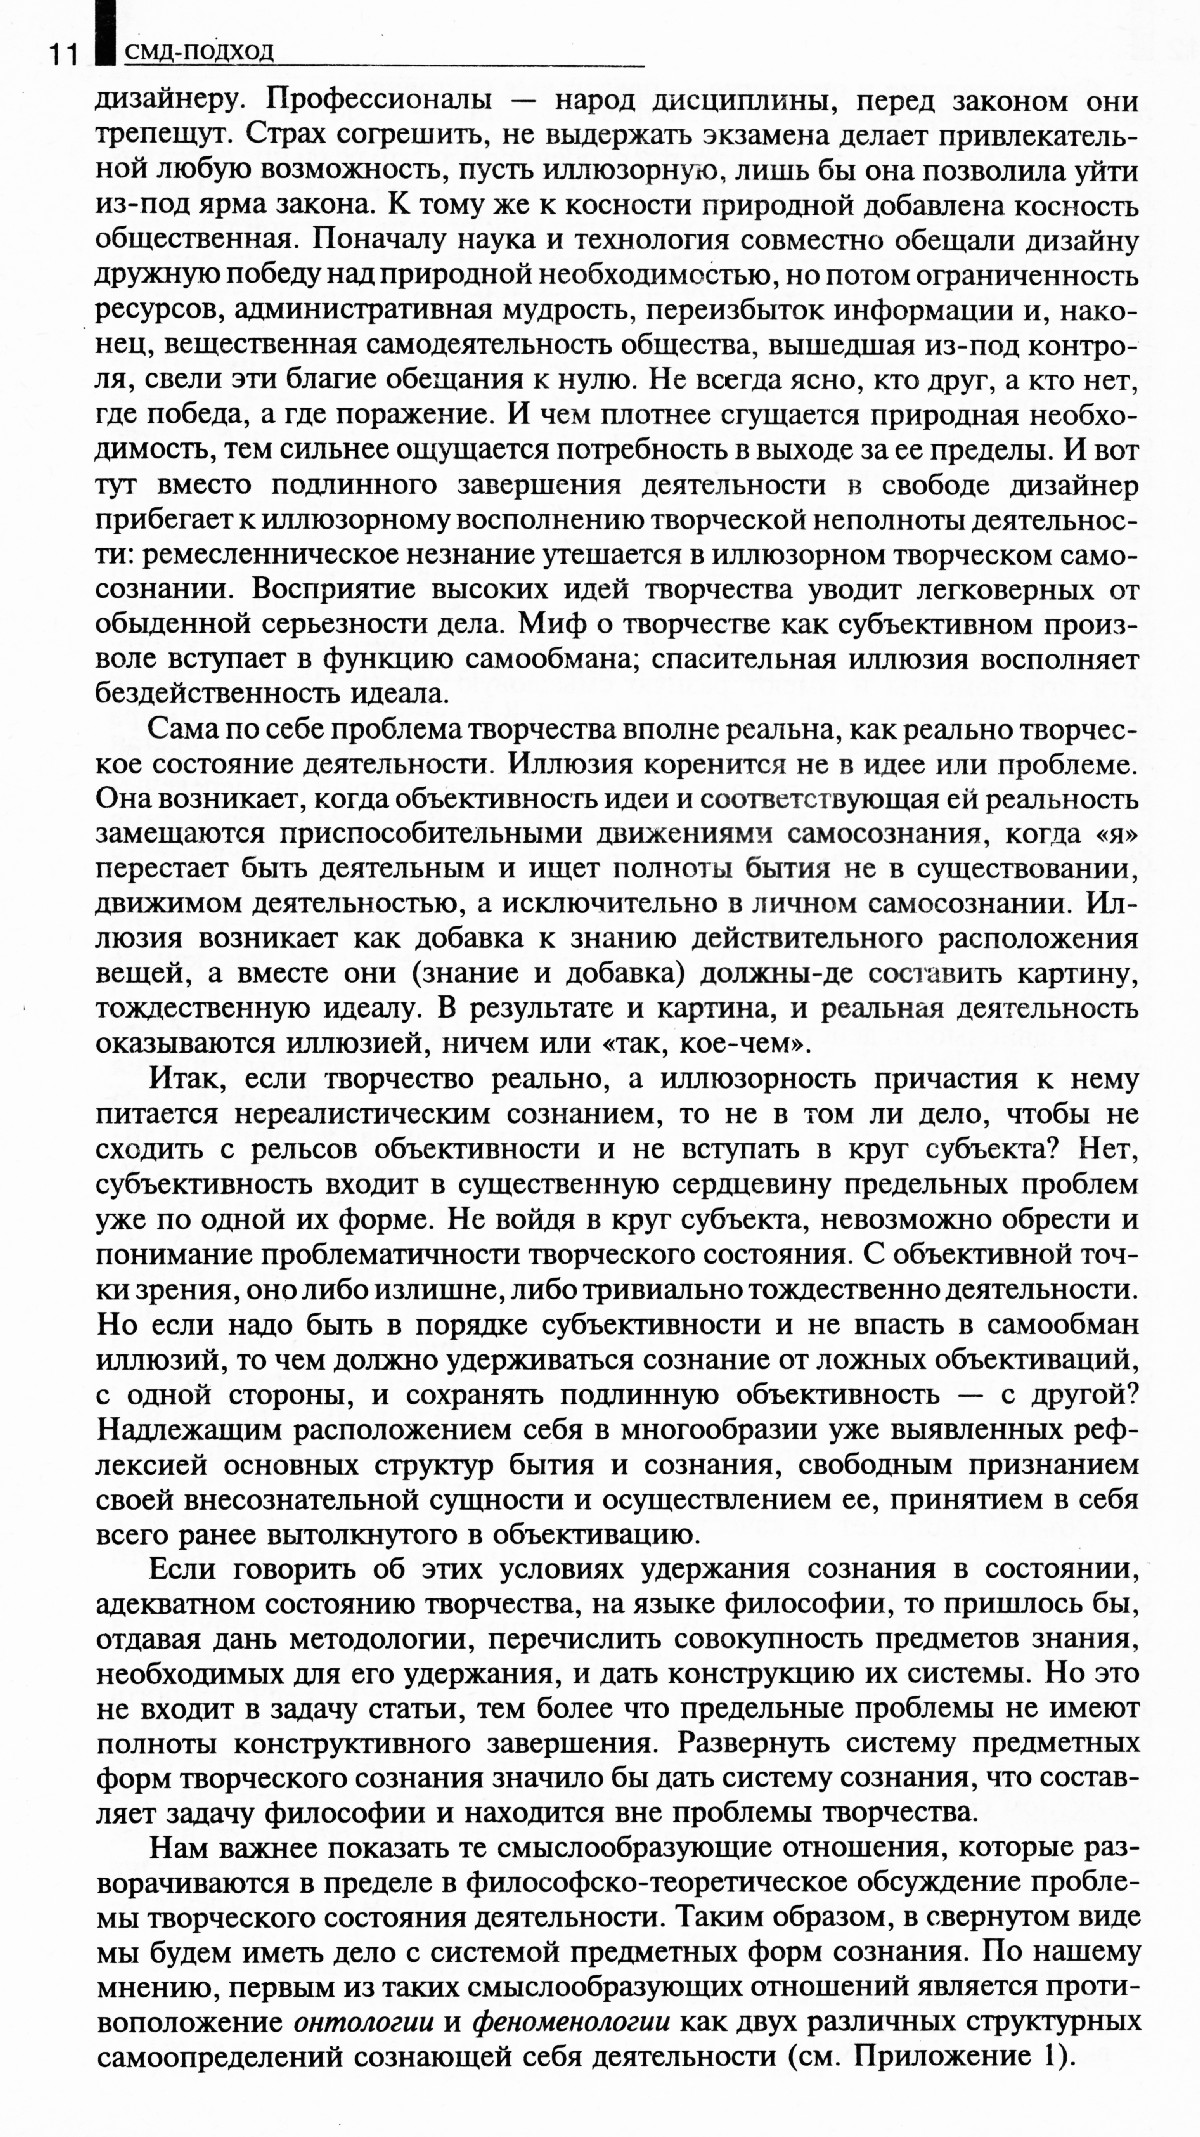 11 СМД-ПОДХОД
дизайнеру. Профессионалы — народ дисциплины, перед законом они
трепещут. Страх согрешить, не выдержать экзамена делает привлекатель-
ной любую возможность, пусть иллюзорную, лишь бы она позволила уйти
из-под ярма закона. К тому же к косности природной добавлена косность
общественная. Поначалу наука и технология совместно обещали дизайну
дружную победу над природной необходимостью, но потом ограниченность
ресурсов, административная мудрость, переизбыток информации и, нако-
нец, вещественная самодеятельность общества, вышедшая из-под контро-
ля, свели эти благие обещания к нулю. Не всегда ясно, кто друг, а кто нет,
где победа, а где поражение. И чем плотнее сгущается природная необхо-
димость, тем сильнее ощущается потребность в выходе за ее пределы. И вот
тут вместо подлинного завершения деятельности в свободе дизайнер
прибегает к иллюзорному восполнению творческой неполноты деятельнос-
ти: ремесленническое незнание утешается в иллюзорном творческом само-
сознании. Восприятие высоких идей творчества уводит легковерных от
обыденной серьезности дела. Миф о творчестве как субъективном произ-
воле вступает в функцию самообмана; спасительная иллюзия восполняет
бездейственность идеала.
Сама по себе проблема творчества вполне реальна, как реально творчес-
кое состояние деятельности. Иллюзия коренится не в идее или проблеме.
Она возникает, когда объективность идеи и соответствующая ей реальность
замещаются приспособительными движениями самосознания, когда «я»
перестает быть деятельным и ищет полноты бытия не в существовании,
движимом деятельностью, а исключительно в личном самосознании. Ил-
люзия возникает как добавка к знанию действительного расположения
вещей, а вместе они (знание и добавка) должны-де составить картину,
тождественную идеалу. В результате и картина, и реальная деятельность
оказываются иллюзией, ничем или «так, кое-чем».
Итак, если творчество реально, а иллюзорность причастия к нему
питается нереалистическим сознанием, то не в том ли дело, чтобы не
сходить с рельсов объективности и не вступать в круг субъекта? Нет,
субъективность входит в существенную сердцевину предельных проблем
уже по одной их форме. Не войдя в круг субъекта, невозможно обрести и
понимание проблематичности творческого состояния. С объективной точ-
ки зрения, оно либо излишне, либо тривиально тождественно деятельности.
Но если надо быть в порядке субъективности и не впасть в самообман
иллюзий, то чем должно удерживаться сознание от ложных объективаций,
с одной стороны, и сохранять подлинную объективность — с другой?
Надлежащим расположением себя в многообразии уже выявленных реф-
лексией основных структур бытия и сознания, свободным признанием
своей внесознательной сущности и осуществлением ее, принятием в себя
всего ранее вытолкнутого в объективацию.
Если говорить об этих условиях удержания сознания в состоянии,
адекватном состоянию творчества, на языке философии, то пришлось бы,
отдавая дань методологии, перечислить совокупность предметов знания,
необходимых для его удержания, и дать конструкцию их системы. Но это
не входит в задачу статьи, тем более что предельные проблемы не имеют
полноты конструктивного завершения. Развернуть систему предметных
форм творческого сознания значило бы дать систему сознания, что состав-
ляет задачу философии и находится вне проблемы творчества.
Нам важнее показать те смыслообразующие отношения, которые раз-
ворачиваются в пределе в философско-теоретическое обсуждение пробле-
мы творческого состояния деятельности. Таким образом, в свернутом виде
мы будем иметь дело с системой предметных форм сознания. По нашему
мнению, первым из таких смыслообразующих отношений является проти-
воположение онтологии и феноменологии как двух различных структурных
самоопределений сознающей себя деятельности (см. Приложение 1).